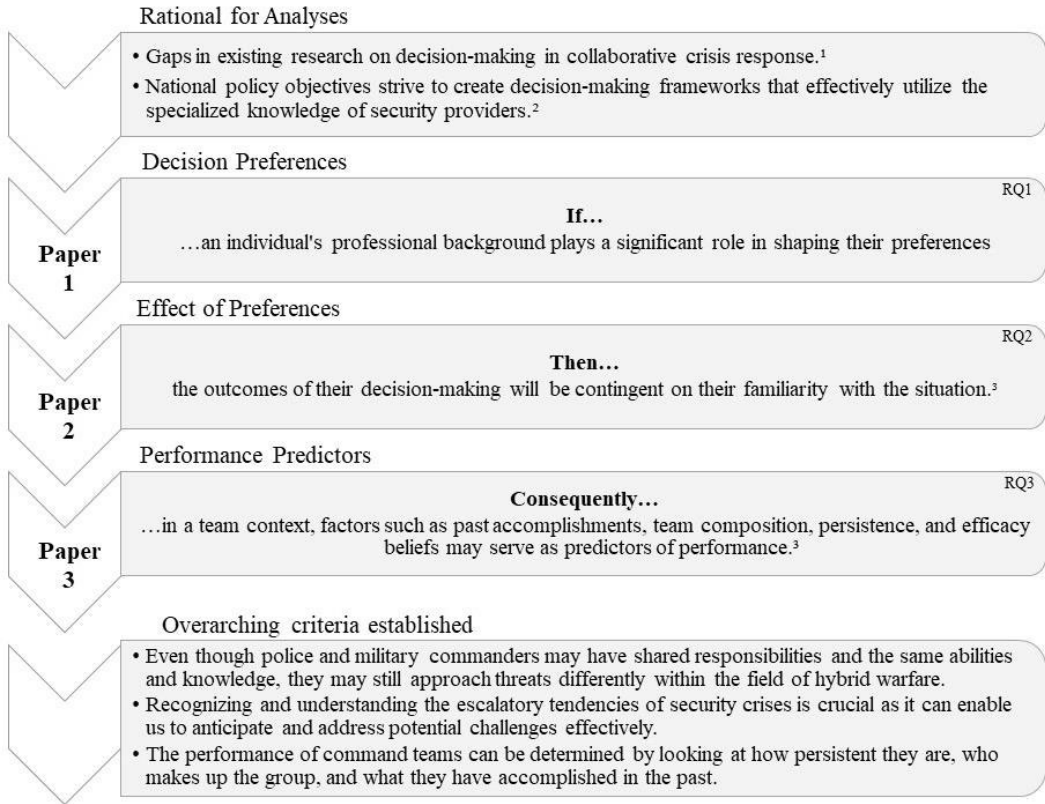 Rational for Analyses
• Gaps in existing research on decision-making in collaborative crisis response.¹
• National policy objectives strive to create decision-making frameworks that effectively utilize the
specialized knowledge of security providers.²
Decision Preferences
RQ1
Paper
1
If…
…an individual's professional background plays a significant role in shaping their preferences
Effect of Preferences
RQ2
Paper
2
Then…
the outcomes of their decision-making will be contingent on their familiarity with the situation.³
Performance Predictors
RQ3
Paper
3
Consequently…
…in a team context, factors such as past accomplishments, team composition, persistence, and efficacy
beliefs may serve as predictors of performance.³
Overarching criteria established
• Even though police and military commanders may have shared responsibilities and the same abilities
and knowledge, they may still approach threats differently within the field of hybrid warfare.
• Recognizing and understanding the escalatory tendencies of security crises is crucial as it can enable
us to anticipate and address potential challenges effectively.
• The performance of command teams can be determined by looking at how persistent they are, who
makes up the group, and what they have accomplished in the past.